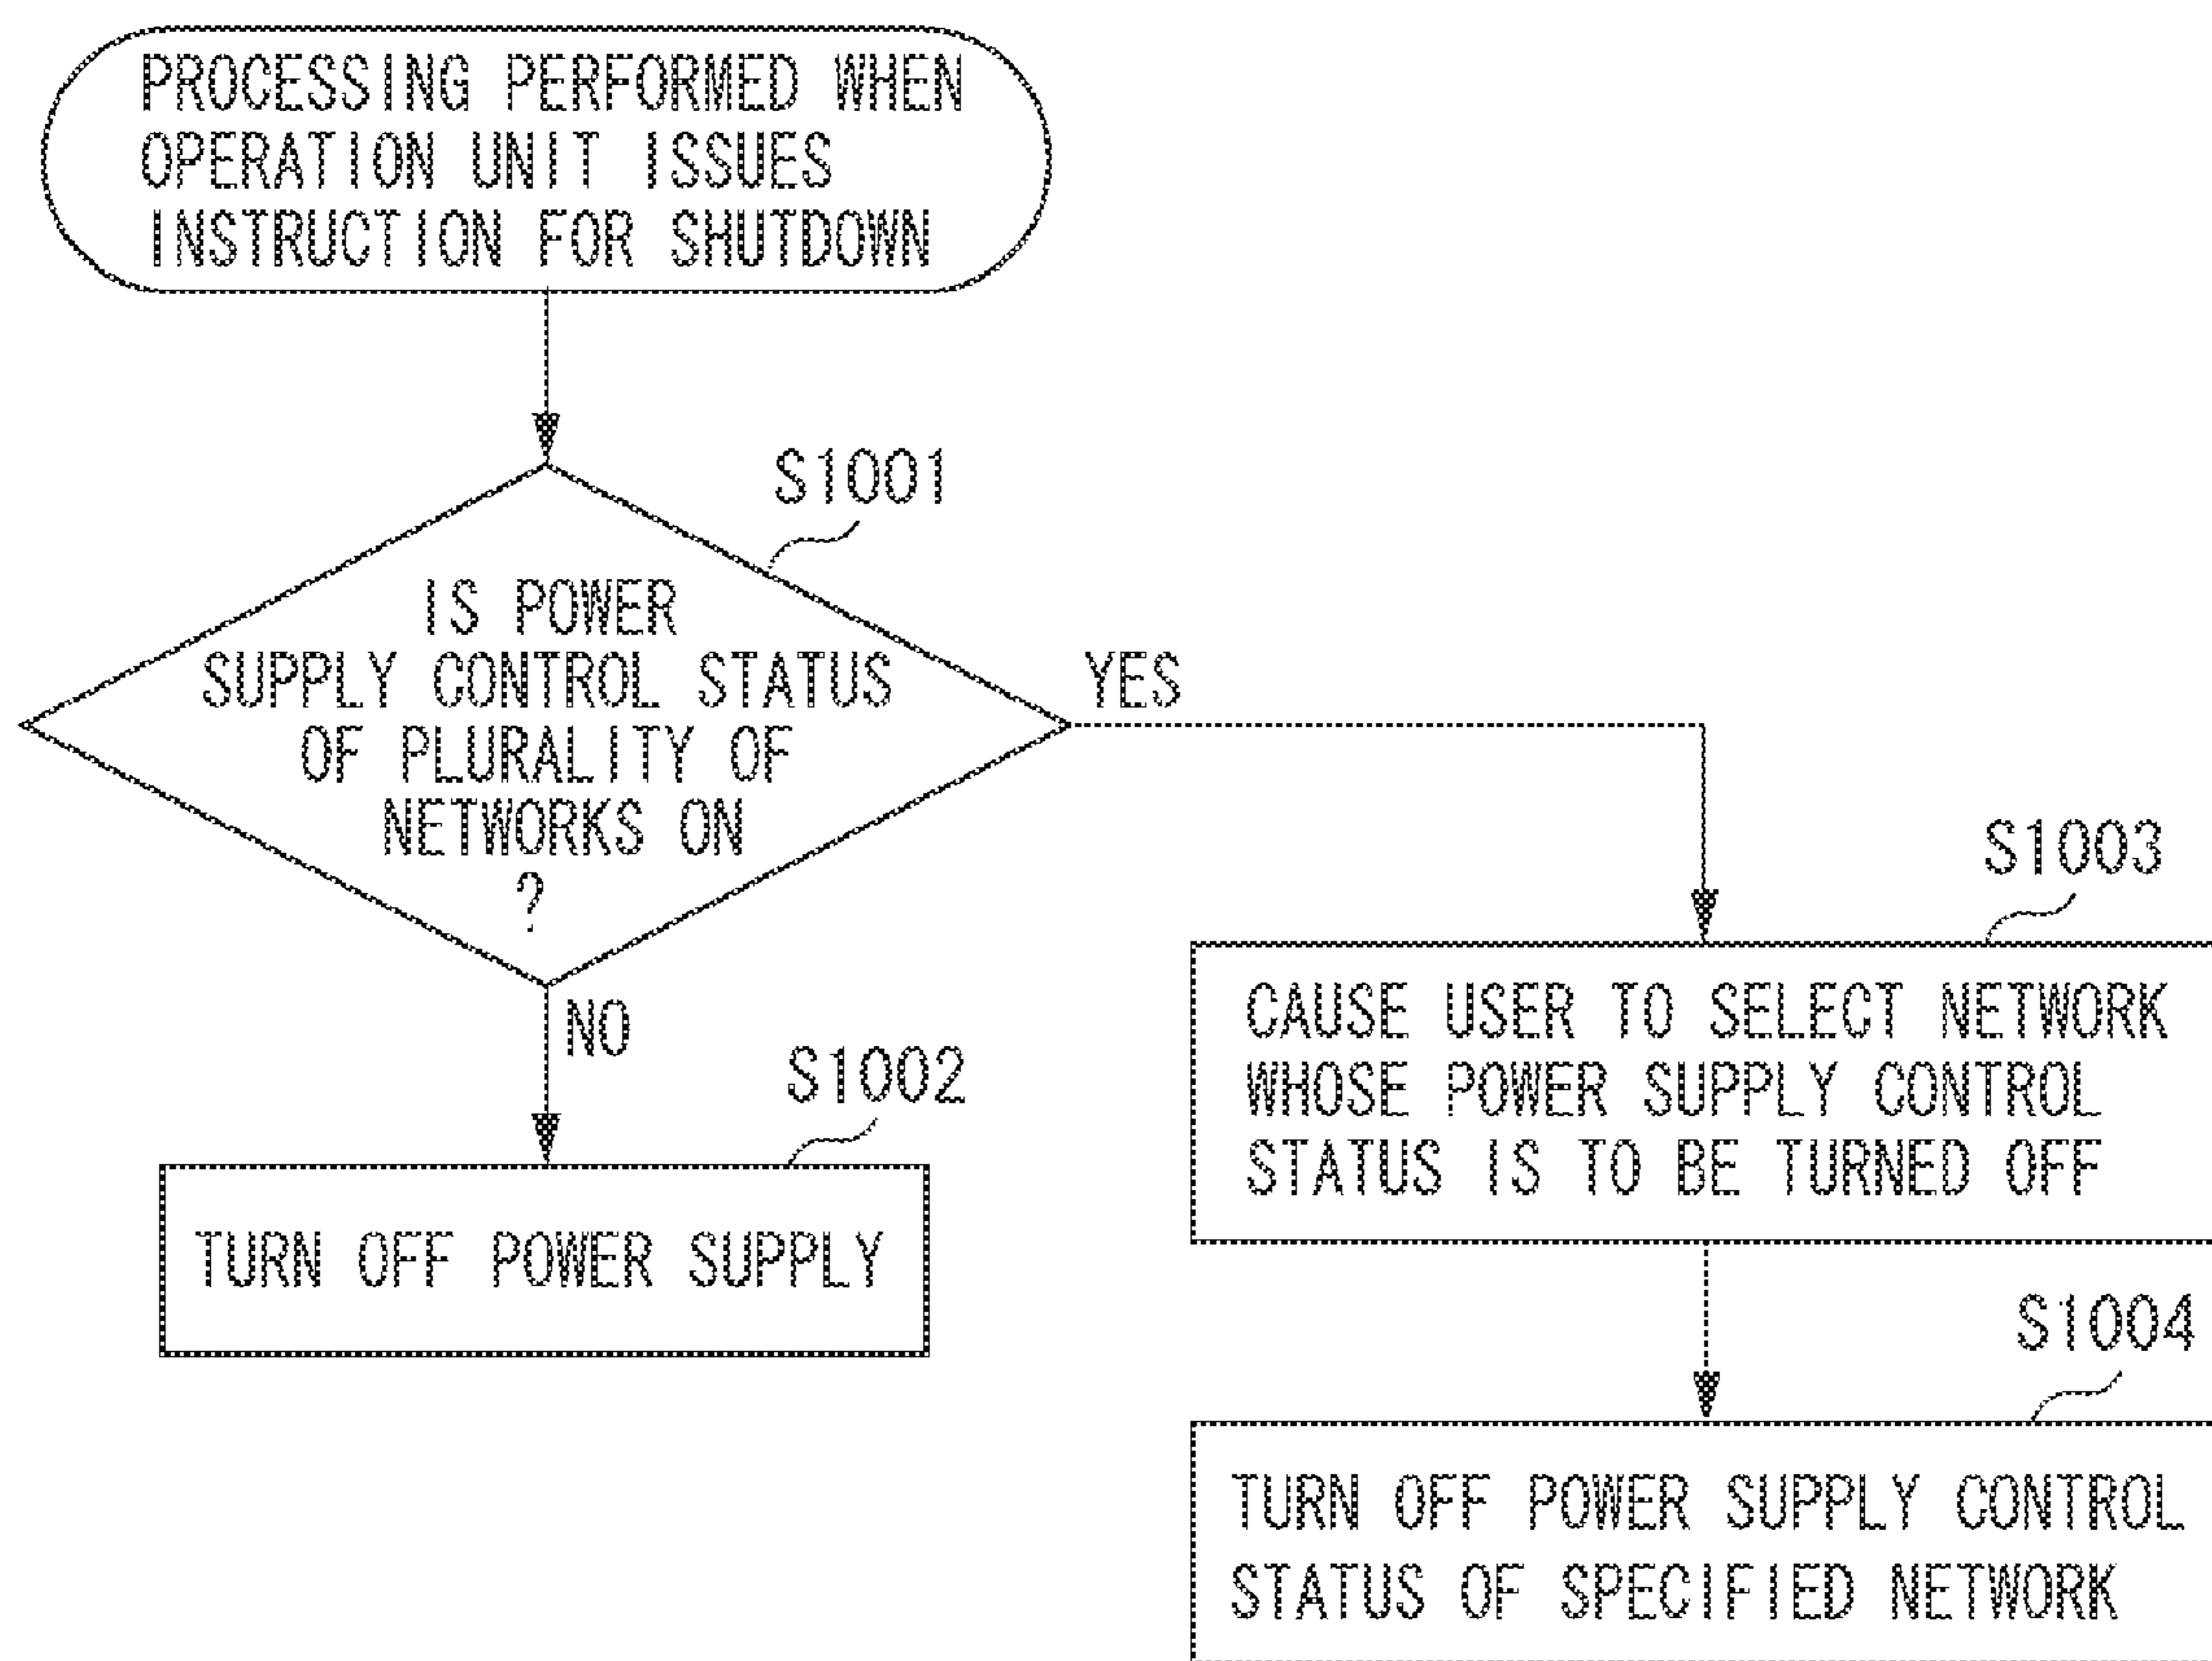 PROCESSING PERFORMED WHEN
OPERATION UNIT ISSUES
INSTRUCTION FOR SHUTDOWN
S1001
IS POWER
SUPPLY CONTROL STATUS
OF PLURALITY OF
NETWORKS ON
?
YES
NO
S1002
TURN OFF POWER SUPPLY
S1003
CAUSE USER TO SELECT NETWORK
WHOSE POWER SUPPLY CONTROL
STATUS IS TO BE TURNED OFF
S1004
TURN OFF POWER SUPPLY CONTROL
STATUS OF SPECIFIED NETWORK